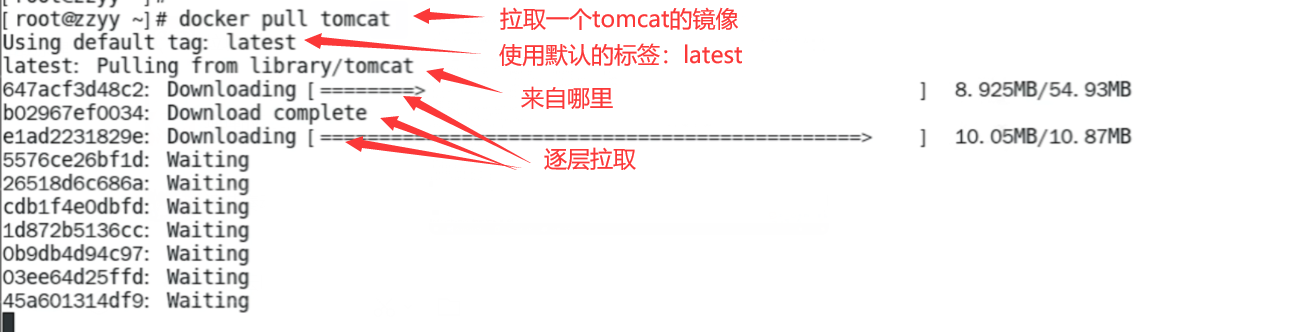 [root@zzyy ~]# docker pull tomcat
拉取一个tomcat的镜像
Using default tag: latest
使用默认的标签：latest
latest: Pulling from library/tomcat
来自哪里
647acf3d48c2: Downloading [========> ] 8.925MB/54.93MB
b02967ef0034: Download complete
e1ad2231829e: Downloading [==============================================> ] 10.05MB/10.87MB
逐层拉取
5576ce26bf1d: Waiting
26518d6c686a: Waiting
cdb1f4e0dbfd: Waiting
1d872b5136cc: Waiting
0b9db4d94c97: Waiting
03ee64d25ffd: Waiting
45a601314df9: Waiting